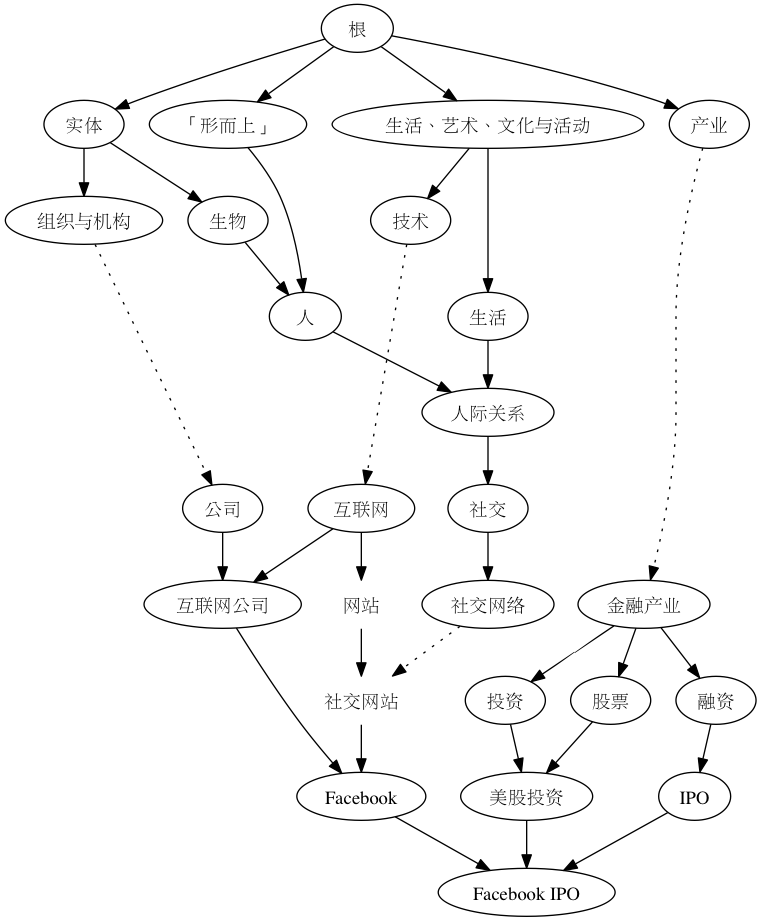 根
实体
「形而上」
生活、艺术、文化与活动
产业
组织与机构
生物
技术
人
生活
人际关系
公司
互联网
社交
互联网公司
网站
社交网络
金融产业
社交网站
投资
股票
融资
Facebook
美股投资
IPO
Facebook IPO